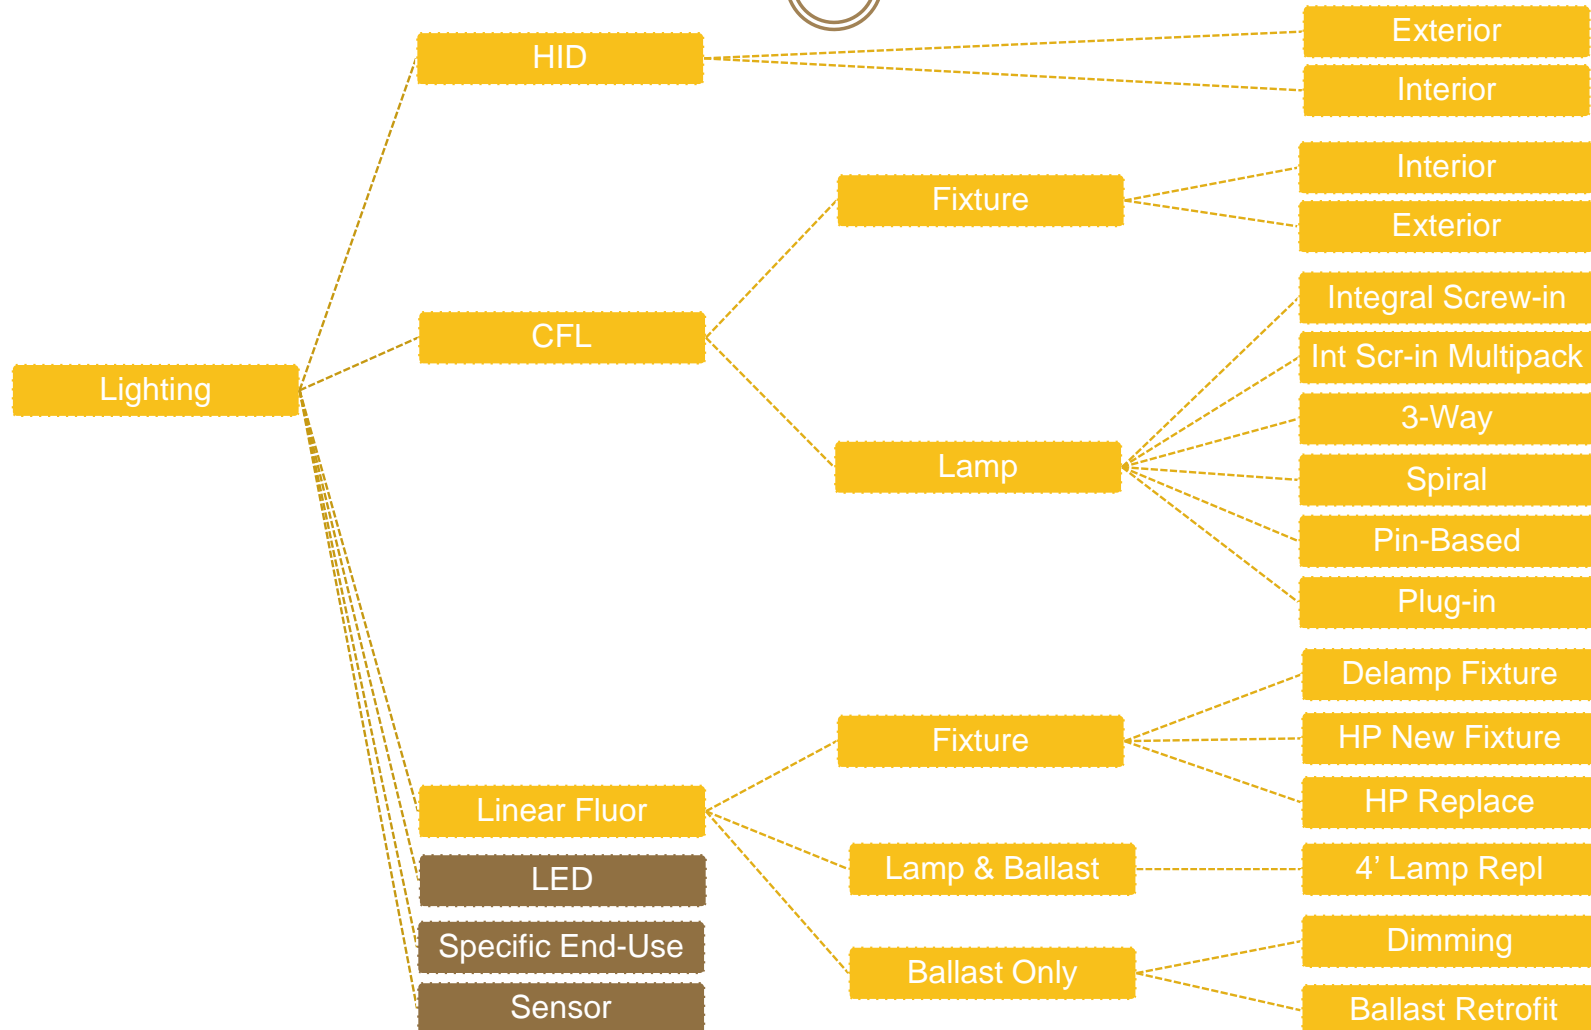 HID
Exterior
Interior
Fixture
Interior
Exterior
CFL
Integral Screw-in
Int Scr-in Multipack
Lighting
3-Way
Lamp
Spiral
Pin-Based
Plug-in
Delamp Fixture
Fixture
HP New Fixture
HP Replace
Linear Fluor
Lamp & Ballast
4’ Lamp Repl
LED
Specific End-Use
Dimming
Ballast Only
Sensor
Ballast Retrofit